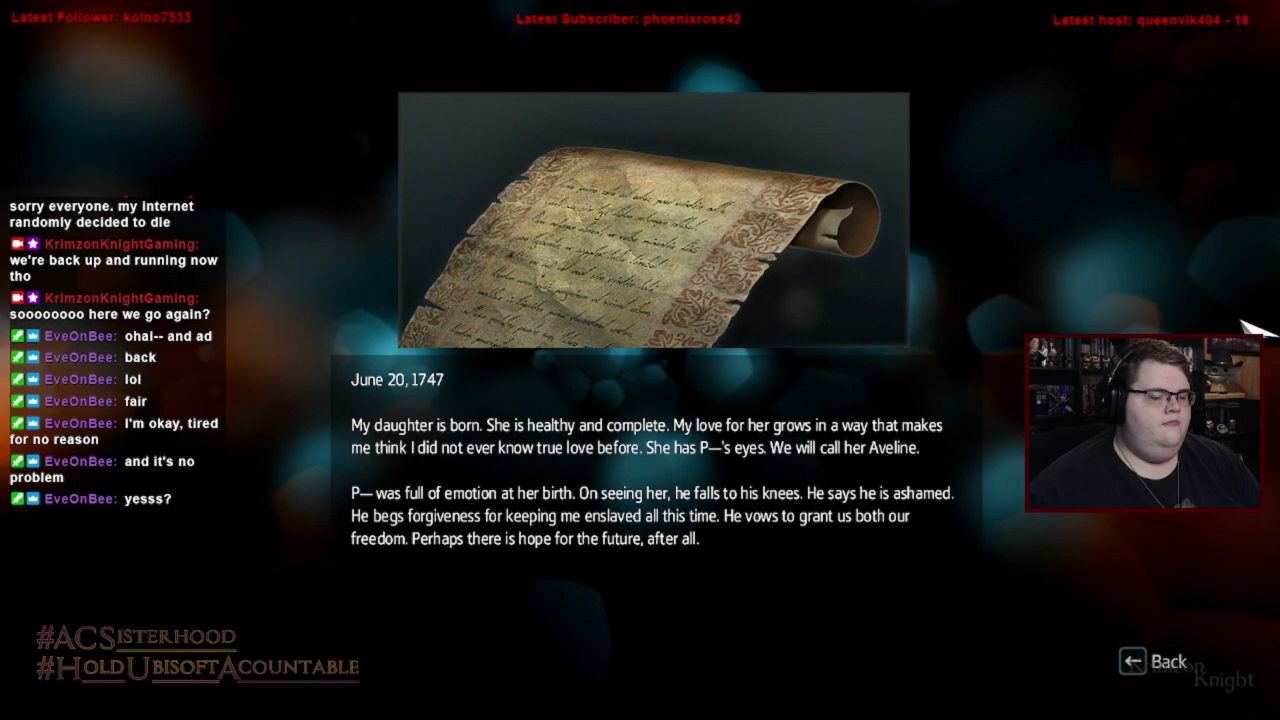 Latest Follower: kolno7533
Latest Subscriber: phoenixrose42
Latest host: queenvik404 - 18
sorry everyone. my internet
randomly decided to die
KrimzonKnightGaming:
we're back up and running now
tho
KrimzonKnightGaming:
soooooooo here we go again?
EveOnBee: ohai-- and ad
EveOnBee: back
EveOnBee: lol
EveOnBee: fair
EveOnBee: I'm okay, tired
for no reason
EveOnBee: and it's no
problem
EveOnBee: yesss?
June 20, 1747
My daughter is born. She is healthy and complete. My love for her grows in a way that makes
me think I did not ever know true love before. She has P—'s eyes. We will call her Aveline.
P— was full of emotion at her birth. On seeing her, he falls to his knees. He says he is ashamed.
He begs forgiveness for keeping me enslaved all this time. He vows to grant us both our
freedom. Perhaps there is hope for the future, after all.
#ACSisterhood
#HoldUbisoftAcountable
Back
Knight